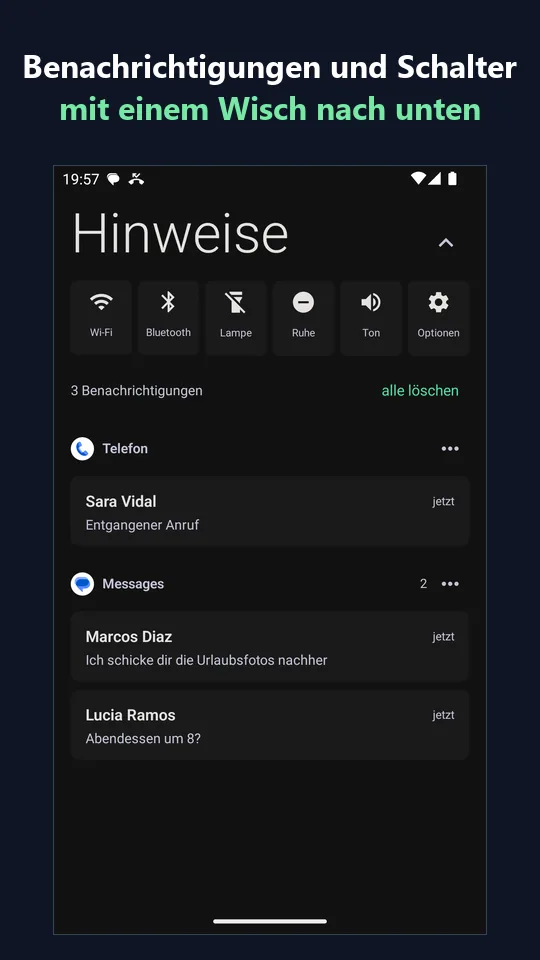 Benachrichtigungen und Schalter
mit einem Wisch nach unten
19:57
Hinweise
Wi-Fi
Bluetooth
Lampe
Ruhe
Ton
Optionen
3 Benachrichtigungen
alle löschen
Telefon
Sara Vidal
jetzt
Entgangener Anruf
Messages
2
Marcos Diaz
jetzt
Ich schicke dir die Urlaubsfotos nachher
Lucia Ramos
jetzt
Abendessen um 8?